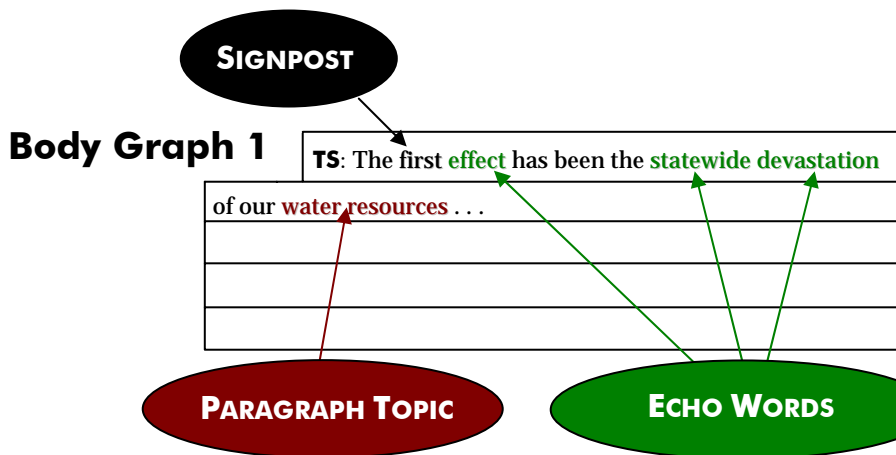 SIGNPOST
Body Graph 1
TS: The first effect has been the statewide devastation
of our water resources . . .
PARAGRAPH TOPIC
ECHO WORDS